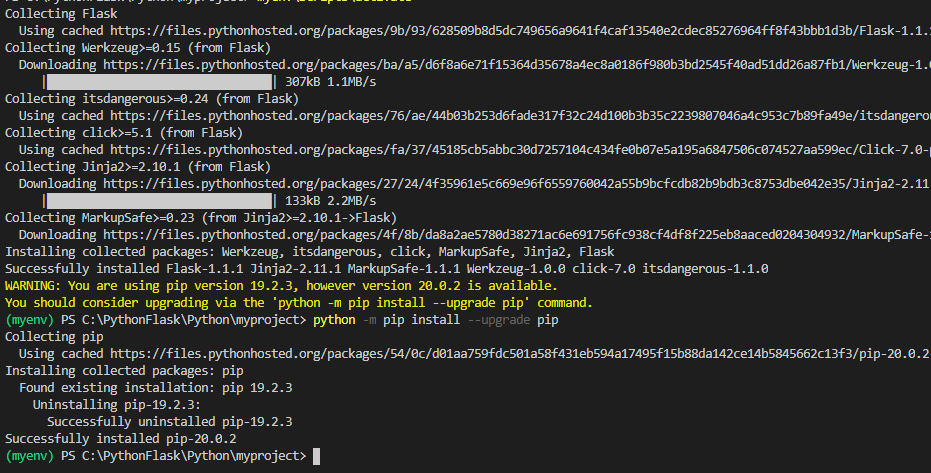 Collecting Flask
Using cached https://files.pythonhosted.org/packages/9b/93/628509b8d5dc749656a9641f4caf13540e2cdec85276964ff8f43bbb1d3b/Flask-1.1.
Collecting Werkzeug>=0.15 (from Flask)
Downloading https://files.pythonhosted.org/packages/ba/a5/d6f8a6e71f15364d35678a4ec8a0186f980b3bd2545f40ad51dd26a87fb1/Werkzeug-1.
| | 307kB 1.1MB/s
Collecting itsdangerous>=0.24 (from Flask)
Using cached https://files.pythonhosted.org/packages/76/ae/44b03b253d6fade317f32c24d100b3b35c2239807046a4c953c7b89fa49e/itsdangerou
Collecting click>=5.1 (from Flask)
Using cached https://files.pythonhosted.org/packages/fa/37/45185cb5abbc30d7257104c434fe0b07e5a195a6847506c074527aa599ec/Click-7.0-p
Collecting Jinja2>=2.10.1 (from Flask)
Downloading https://files.pythonhosted.org/packages/27/24/4f35961e5c669e96f6559760042a55b9bcfcdb82b9bdb3c8753dbe042e35/Jinja2-2.11
| | 133kB 2.2MB/s
Collecting MarkupSafe>=0.23 (from Jinja2>=2.10.1->Flask)
Downloading https://files.pythonhosted.org/packages/4f/8b/da8a2ae5780d38271ac6e691756fc938cf4df8f225eb8aaced0204304932/MarkupSafe-1
Installing collected packages: Werkzeug, itsdangerous, click, MarkupSafe, Jinja2, Flask
Successfully installed Flask-1.1.1 Jinja2-2.11.1 MarkupSafe-1.1.1 Werkzeug-1.0.0 click-7.0 itsdangerous-1.1.0
WARNING: You are using pip version 19.2.3, however version 20.0.2 is available.
You should consider upgrading via the 'python -m pip install --upgrade pip' command.
(myenv) PS C:\PythonFlask\Python\myproject> python -m pip install --upgrade pip
Collecting pip
Using cached https://files.pythonhosted.org/packages/54/0c/d01aa759fdc501a58f431eb594a17495f15b88da142ce14b5845662c13f3/pip-20.0.2
Installing collected packages: pip
Found existing installation: pip 19.2.3
Uninstalling pip-19.2.3:
Successfully uninstalled pip-19.2.3
Successfully installed pip-20.0.2
(myenv) PS C:\PythonFlask\Python\myproject>